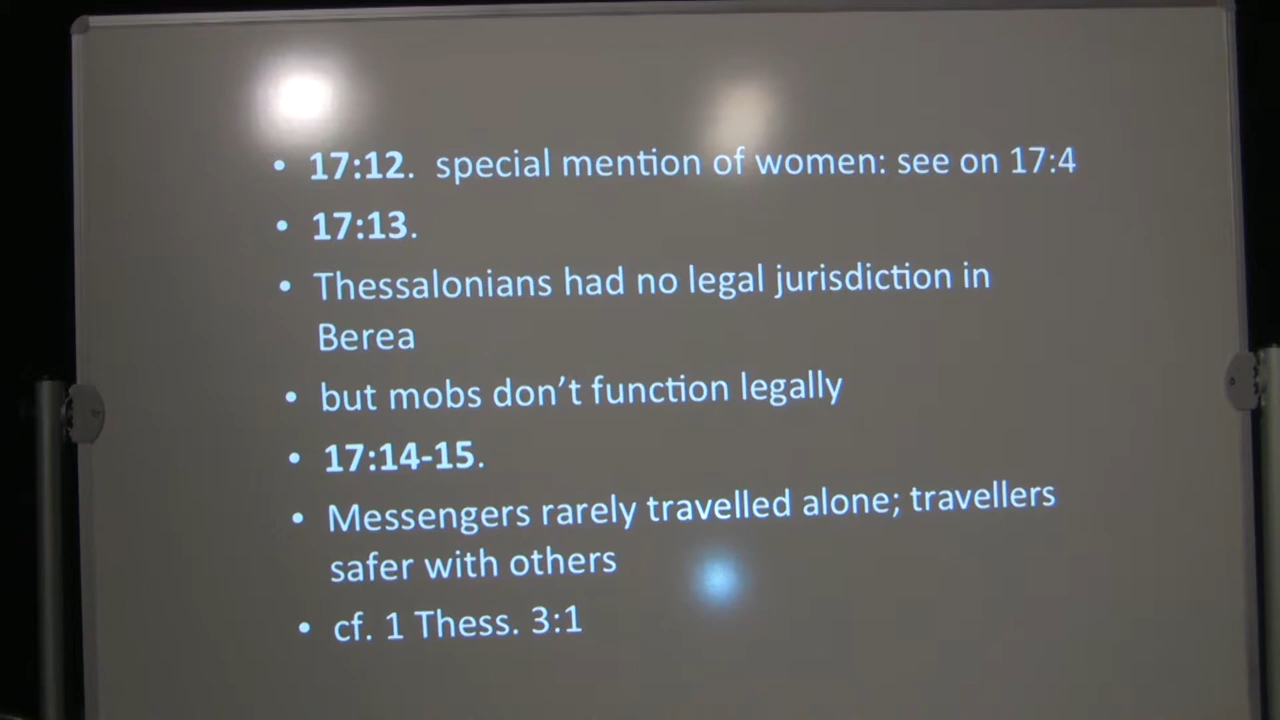 • 17:12. special mention of women: see on 17:4
• 17:13.
• Thessalonians had no legal jurisdiction in
Berea
• but mobs don’t function legally
• 17:14-15.
• Messengers rarely travelled alone; travellers
safer with others
• cf. 1 Thess. 3:1